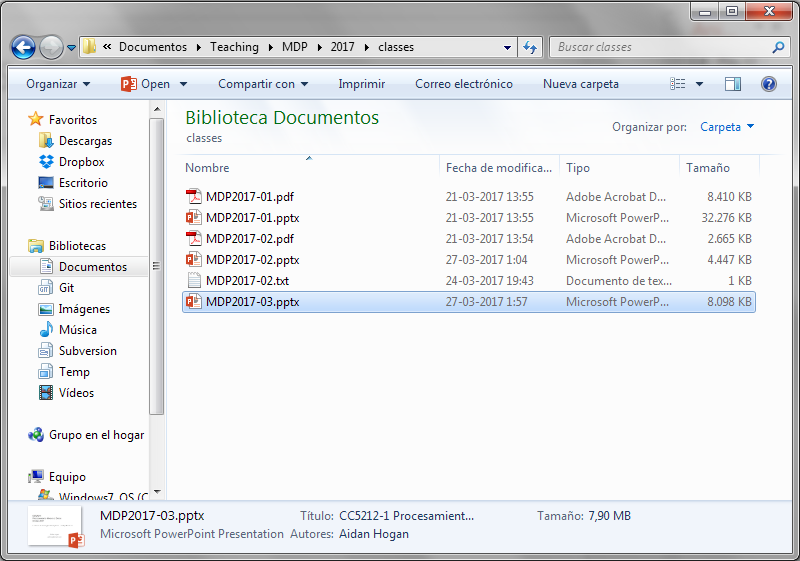 « Documentos Teaching MDP 2017 classes Buscar classes
Organizar Open Compartir con Imprimir Correo electrónico Nueva carpeta
Favoritos
Descargas
Dropbox
Escritorio
Sitios recientes
Bibliotecas
Documentos
Git
Imágenes
Música
Subversion
Temp
Vídeos
Grupo en el hogar
Equipo
Windows7_OS (C
Biblioteca Documentos
classes
Organizar por: Carpeta
Nombre Fecha de modifica... Tipo Tamaño
MDP2017-01.pdf 21-03-2017 13:55 Adobe Acrobat D... 8.410 KB
MDP2017-01.pptx 21-03-2017 13:55 Microsoft PowerP... 32.276 KB
MDP2017-02.pdf 21-03-2017 13:54 Adobe Acrobat D... 2.665 KB
MDP2017-02.pptx 27-03-2017 1:04 Microsoft PowerP... 4.447 KB
MDP2017-02.txt 24-03-2017 19:43 Documento de tex... 1 KB
MDP2017-03.pptx 27-03-2017 1:57 Microsoft PowerP... 8.098 KB
MDP2017-03.pptx Título: CC5212-1 Procesamient... Tamaño: 7,90 MB
Microsoft PowerPoint Presentation Autores: Aidan Hogan